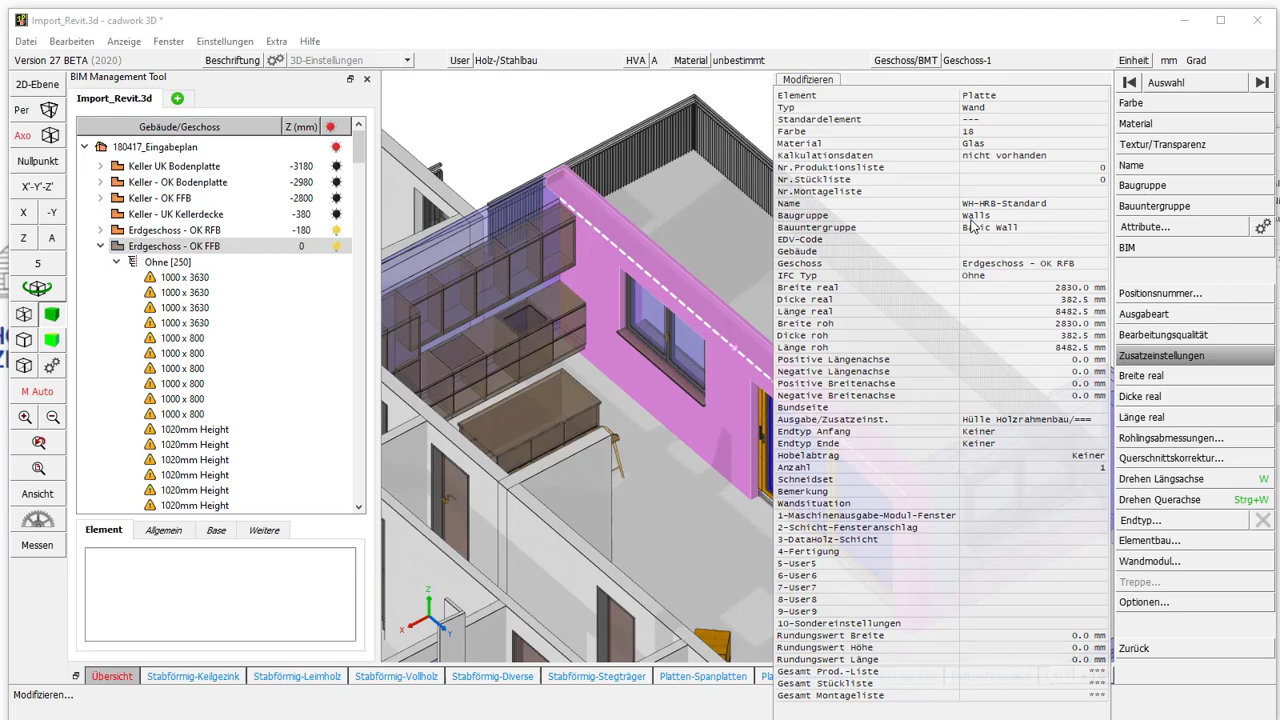 Import_Revit.3d - cadwork 3D *
Datei Bearbeiten Anzeige Fenster Einstellungen Extra Hilfe
Version 27 BETA (2020) Beschriftung 3D-Einstellungen User Holz-/Stahlbau HVA A Material unbestimmt Geschoss/BMT Geschoss-1 Einheit mm Grad
2D-Ebene
Per
Axo
Nullpunkt
X'-Y'-Z'
X -Y
Z A
5
M Auto
Ansicht
Messen
BIM Management Tool
Import_Revit.3d
Gebäude/Geschoss Z (mm)
180417_Eingabeplan
Keller UK Bodenplatte -3180
Keller - OK Bodenplatte -2980
Keller - OK FFB -2800
Keller - UK Kellerdecke -380
Erdgeschoss - OK RFB -180
Erdgeschoss - OK FFB 0
Ohne [250]
1000 x 3630
1000 x 3630
1000 x 3630
1000 x 3630
1000 x 800
1000 x 800
1000 x 800
1000 x 800
1000 x 800
1000 x 800
1020mm Height
1020mm Height
1020mm Height
1020mm Height
1020mm Height
1020mm Height
Element Allgemein Base Weitere
Z
X
Y
Modifizieren
Element Platte
Typ Wand
Standardelement ---
Farbe 18
Material Glas
Kalkulationsdaten nicht vorhanden
Nr.Produktionsliste 0
Nr.Stückliste 0
Nr.Montageliste
Name WH-HRB-Standard
Baugruppe Walls
Bauuntergruppe Basic Wall
EDV-Code
Gebäude
Geschoss Erdgeschoss - OK RFB
IFC Typ Ohne
Breite real 2830.0 mm
Dicke real 382.5 mm
Länge real 8482.5 mm
Breite roh 2830.0 mm
Dicke roh 382.5 mm
Länge roh 8482.5 mm
Positive Längenachse 0.0 mm
Negative Längenachse 0.0 mm
Positive Breitenachse 0.0 mm
Negative Breitenachse 0.0 mm
Bundseite
Ausgabe/Zusatzeinst. Hülle Holzrahmenbau/===
Endtyp Anfang Keiner
Endtyp Ende Keiner
Hobelabtrag Keiner
Anzahl 1
Schneidset
Bemerkung
Wandsituation
1-Maschinenausgabe-Modul-Fenster
2-Schicht-Fensteranschlag
3-DataHolz-Schicht
4-Fertigung
5-User5
6-User6
7-User7
8-User8
9-User9
10-Sondereinstellungen
Rundungswert Breite 0.0 mm
Rundungswert Höhe 0.0 mm
Rundungswert Länge 0.0 mm
Gesamt Prod.-Liste ***
Gesamt Stückliste ***
Gesamt Montageliste ***
Auswahl
Farbe
Material
Textur/Transparenz
Name
Baugruppe
Bauuntergruppe
Attribute...
BIM
Positionsnummer...
Ausgabeart
Bearbeitungsqualität
Zusatzeinstellungen
Breite real
Dicke real
Länge real
Rohlingsabmessungen...
Querschnittskorrektur...
Drehen Längsachse W
Drehen Querachse Strg+W
Endtyp...
Elementbau...
Wandmodul...
Treppe...
Optionen...
Zurück
Übersicht Stabförmig-Keilgezink Stabförmig-Leimholz Stabförmig-Vollholz Stabförmig-Diverse Stabförmig-Stegträger Platten-Spanplatten
Modifizieren...